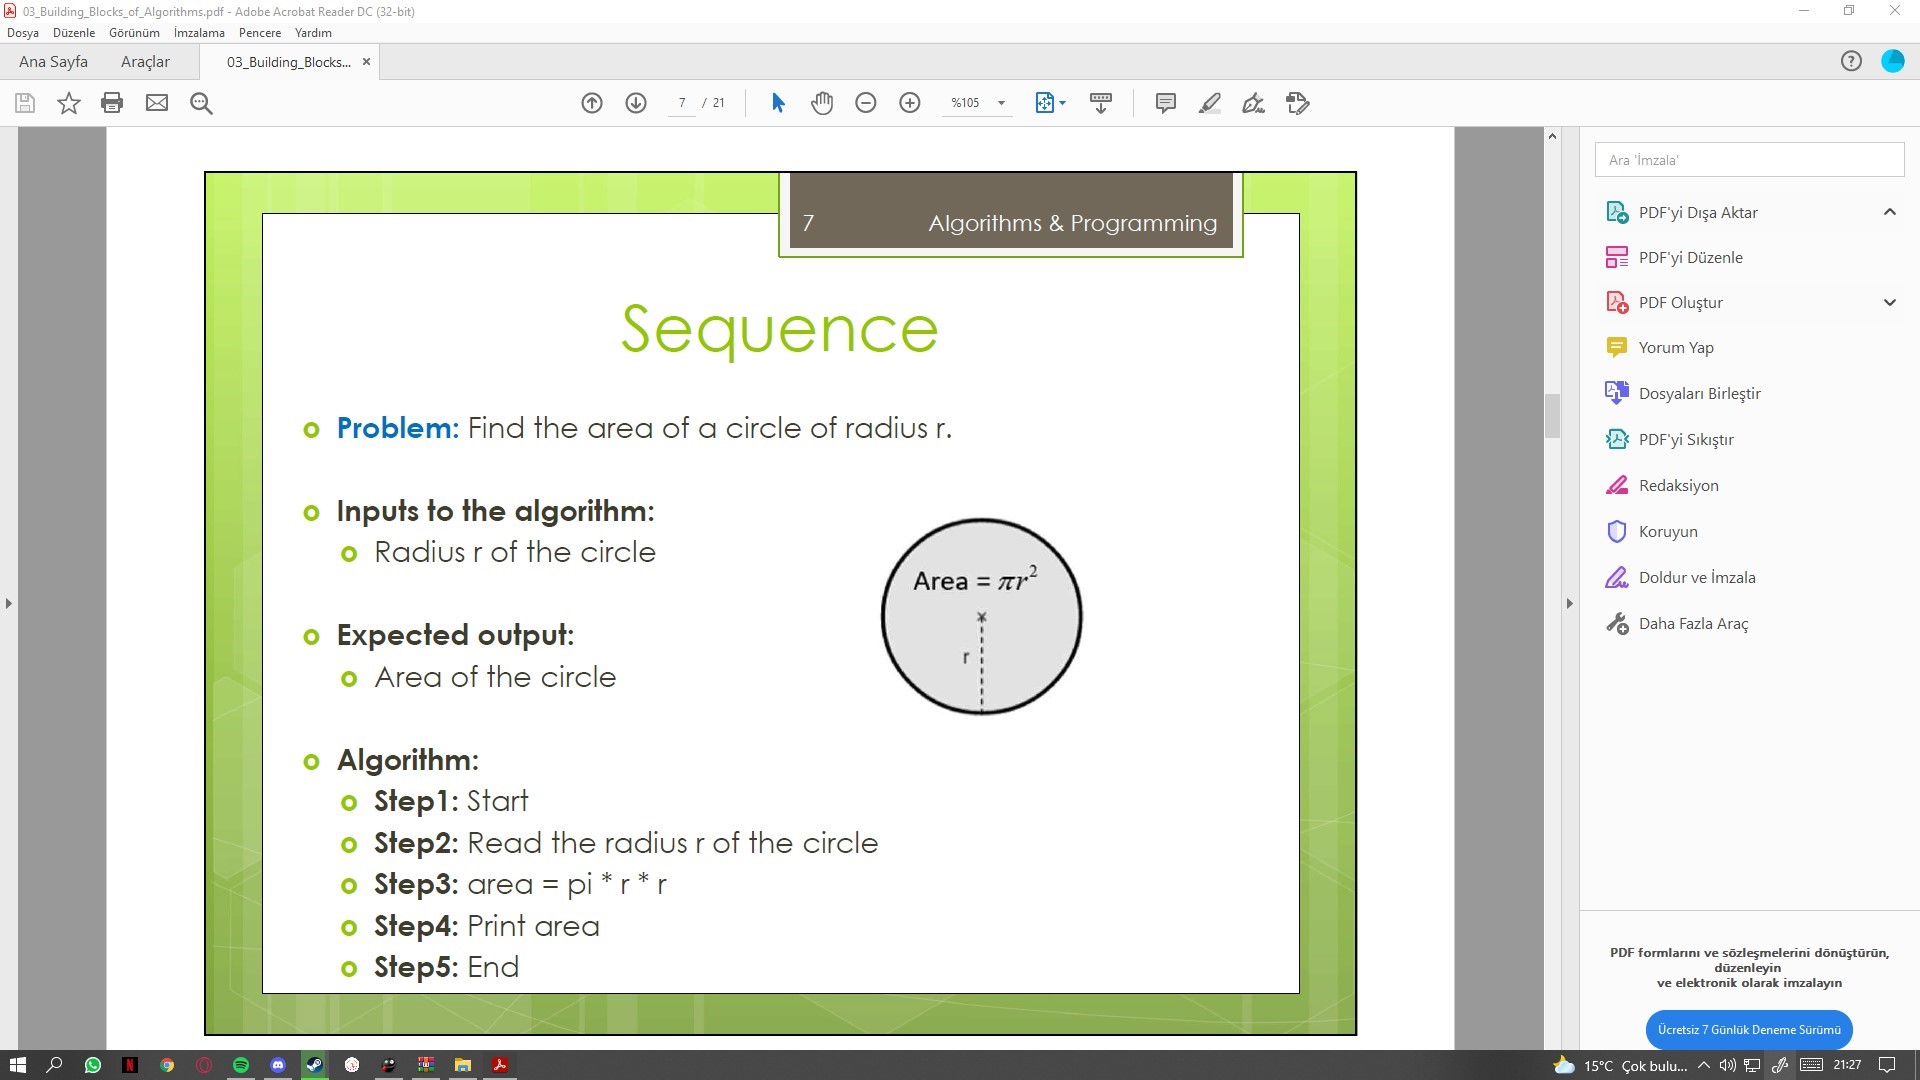 03_Building_Blocks_of_Algorithms.pdf - Adobe Acrobat Reader DC (32-bit)
Dosya Düzenle Görünüm İmzalama Pencere Yardım
Ana Sayfa Araçlar 03_Building_Blocks... ×
7 / 21 %105
Ara 'İmzala'
7 Algorithms & Programming
Sequence
Problem: Find the area of a circle of radius r.
Inputs to the algorithm:
Radius r of the circle
Expected output:
Area of the circle
Area = πr²
r
Algorithm:
Step1: Start
Step2: Read the radius r of the circle
Step3: area = pi * r * r
Step4: Print area
Step5: End
PDF'yi Dışa Aktar
PDF'yi Düzenle
PDF Oluştur
Yorum Yap
Dosyaları Birleştir
PDF'yi Sıkıştır
Redaksiyon
Koruyun
Doldur ve İmzala
Daha Fazla Araç
PDF formlarını ve sözleşmelerini dönüştürün,
düzenleyin
ve elektronik olarak imzalayın
Ücretsiz 7 Günlük Deneme Sürümü
15°C Çok bulu... 21:27